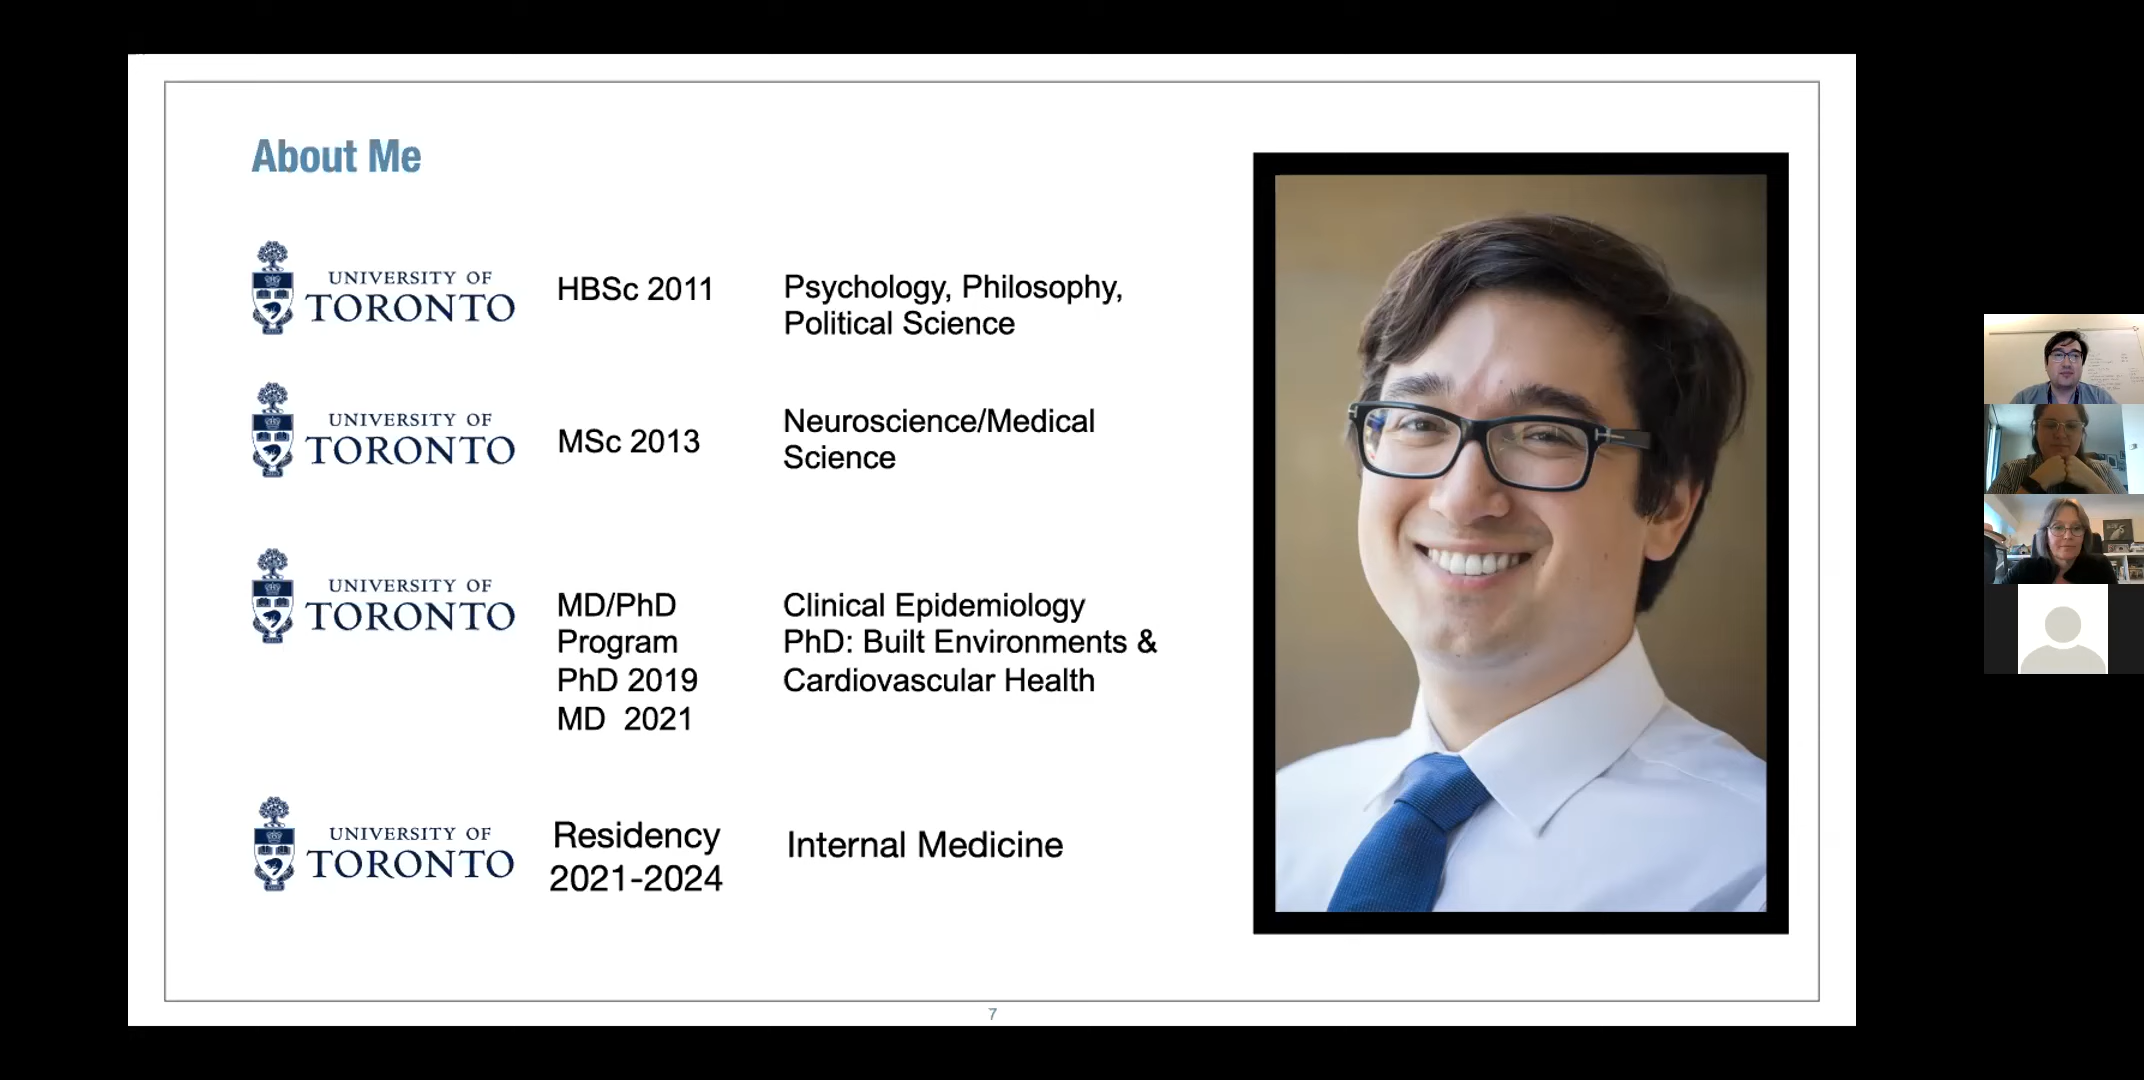 About Me
UNIVERSITY OF
TORONTO
HBSc 2011
Psychology, Philosophy,
Political Science
UNIVERSITY OF
TORONTO
MSc 2013
Neuroscience/Medical
Science
UNIVERSITY OF
TORONTO
MD/PhD
Program
PhD 2019
MD 2021
Clinical Epidemiology
PhD: Built Environments &
Cardiovascular Health
UNIVERSITY OF
TORONTO
Residency
2021-2024
Internal Medicine
7